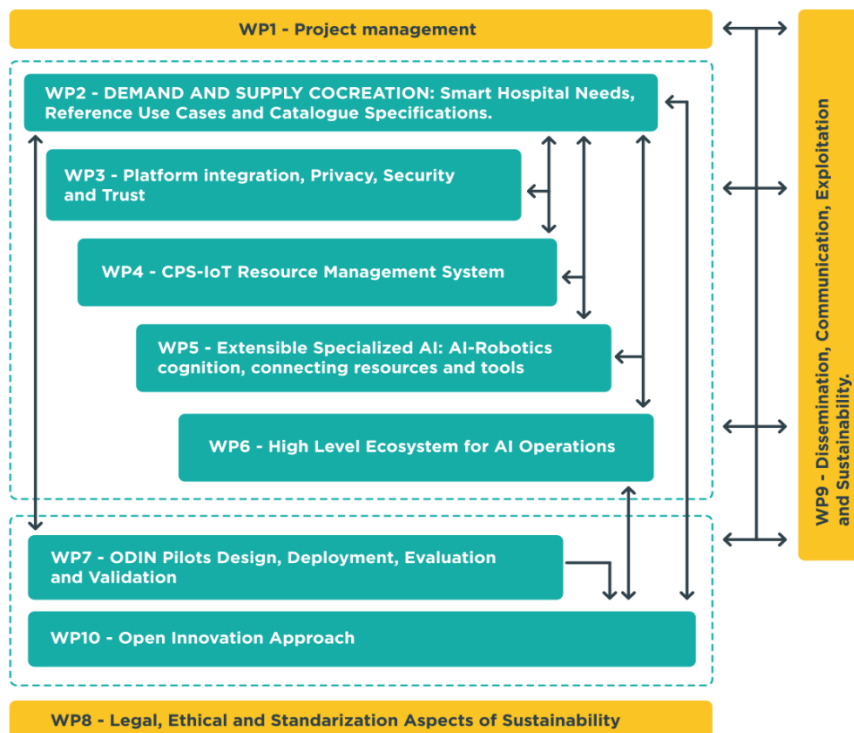 WP1 - Project management
WP2 - DEMAND AND SUPPLY COCREATION: Smart Hospital Needs,
Reference Use Cases and Catalogue Specifications.
WP3 - Platform integration, Privacy, Security
and Trust
WP4 - CPS-IoT Resource Management System
WP5 - Extensible Specialized AI: AI-Robotics
cognition, connecting resources and tools
WP6 - High Level Ecosystem for AI Operations
WP7 - ODIN Pilots Design, Deployment, Evaluation
and Validation
WP10 - Open Innovation Approach
WP8 - Legal, Ethical and Standarization Aspects of Sustainability
WP9 - Dissemination, Communication, Exploitation
and Sustainability.